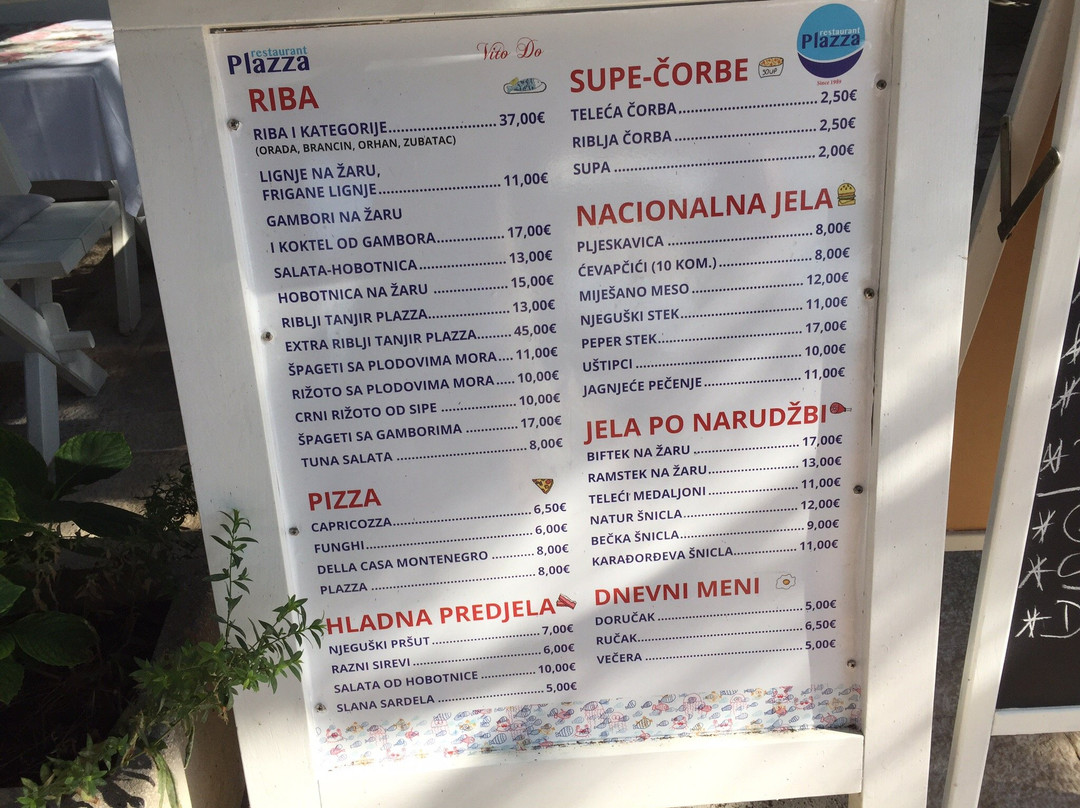 restaurant
Plazza
Vito Do
RIBA
RIBA I KATEGORIJE 37,00€
(ORADA, BRANCIN, ORHAN, ZUBATAC)
LIGNJE NA ŽARU,
FRIGANE LIGNJE 11,00€
GAMBORI NA ŽARU
I KOKTEL OD GAMBORA 17,00€
SALATA-HOBOTNICA 13,00€
HOBOTNICA NA ŽARU 15,00€
RIBLJI TANJIR PLAZZA 13,00€
EXTRA RIBLJI TANJIR PLAZZA 45,00€
ŠPAGETI SA PLODOVIMA MORA 11,00€
RIŽOTO SA PLODOVIMA MORA 10,00€
CRNI RIŽOTO OD SIPE 10,00€
ŠPAGETI SA GAMBORIMA 17,00€
TUNA SALATA 8,00€
PIZZA
CAPRICOZZA 6,50€
FUNGHI 6,00€
DELLA CASA MONTENEGRO 8,00€
PLAZZA 8,00€
HLADNA PREDJELA
NJEGUŠKI PRŠUT 7,00€
RAZNI SIREVI 6,00€
SALATA OD HOBOTNICE 10,00€
SLANA SARDELA 5,00€
restaurant
Plazza
Since 1986
SUPE-ČORBE
SOUP
TELEĆA ČORBA 2,50€
RIBLJA ČORBA 2,50€
SUPA 2,00€
NACIONALNA JELA
PLJESKAVICA 8,00€
ĆEVAPČIĆI (10 KOM.) 8,00€
MIJEŠANO MESO 12,00€
NJEGUŠKI STEK 11,00€
PEPER STEK 17,00€
UŠTIPCI 10,00€
JAGNJEĆE PEČENJE 11,00€
JELA PO NARUDŽBI
BIFTEK NA ŽARU 17,00€
RAMSTEK NA ŽARU 13,00€
TELEĆI MEDALJONI 11,00€
NATUR ŠNICLA 12,00€
BEČKA ŠNICLA 9,00€
KARAĐORĐEVA ŠNICLA 11,00€
DNEVNI MENI
DORUČAK 5,00€
RUČAK 6,50€
VEČERA 5,00€